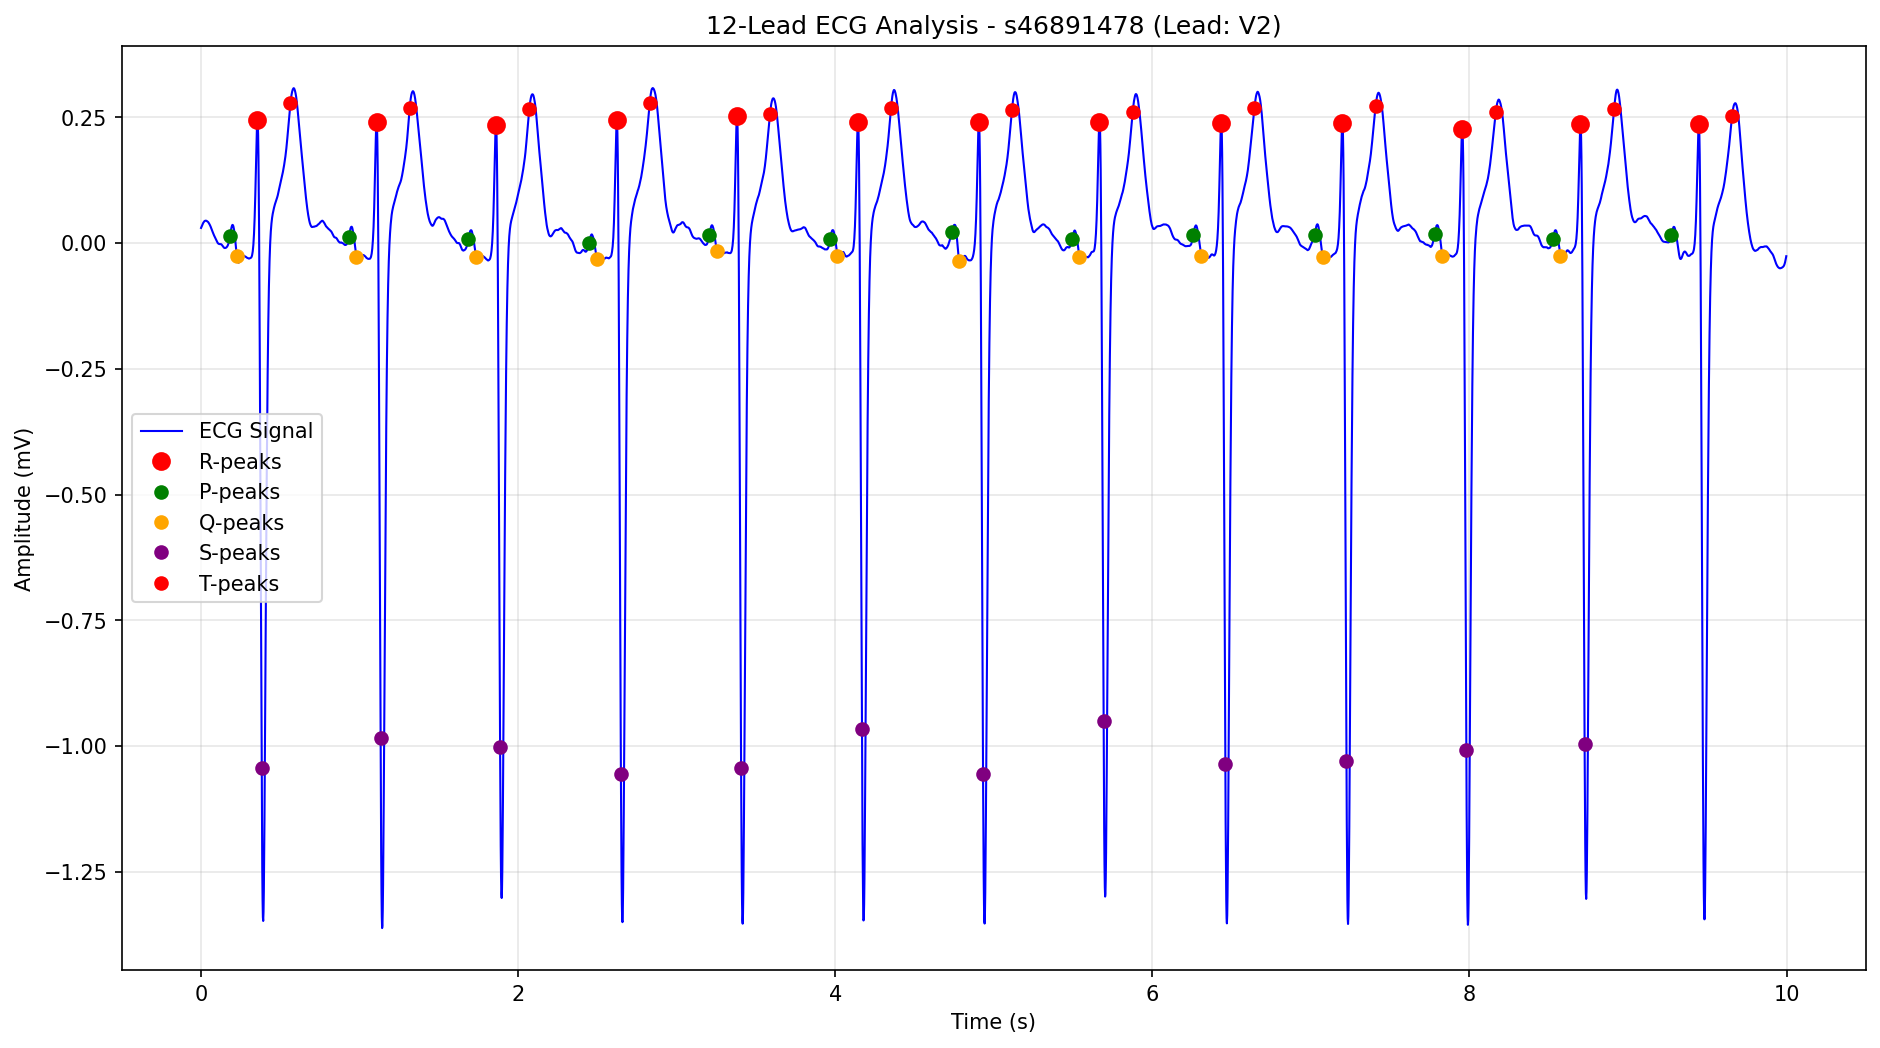 12-Lead ECG Analysis - s46891478 (Lead: V2)
Amplitude (mV)
0.25
0.00
−0.25
−0.50
−0.75
−1.00
−1.25
ECG Signal
R-peaks
P-peaks
Q-peaks
S-peaks
T-peaks
0 2 4 6 8 10
Time (s)